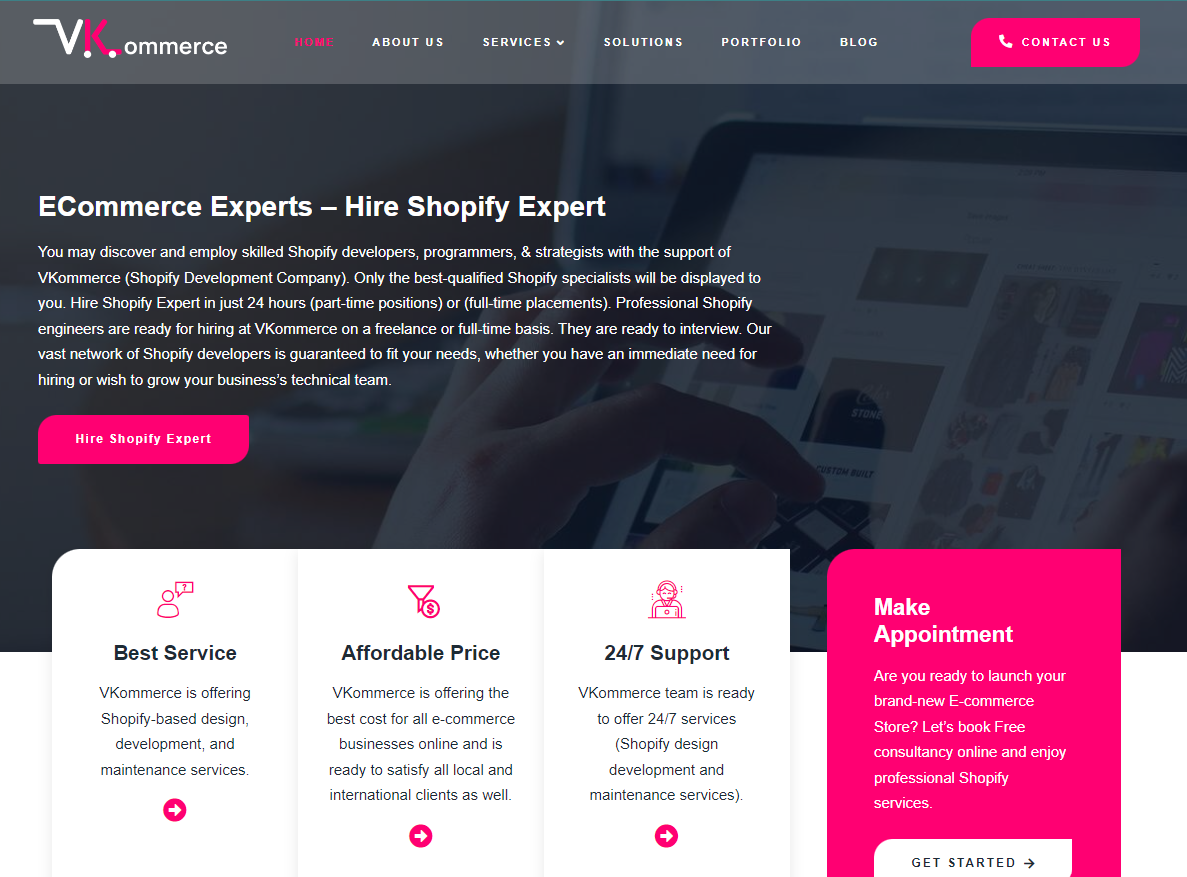 VK.ommerce
HOME
ABOUT US
SERVICES
SOLUTIONS
PORTFOLIO
BLOG
CONTACT US
ECommerce Experts – Hire Shopify Expert
You may discover and employ skilled Shopify developers, programmers, & strategists with the support of
VKommerce (Shopify Development Company). Only the best-qualified Shopify specialists will be displayed to
you. Hire Shopify Expert in just 24 hours (part-time positions) or (full-time placements). Professional Shopify
engineers are ready for hiring at VKommerce on a freelance or full-time basis. They are ready to interview. Our
vast network of Shopify developers is guaranteed to fit your needs, whether you have an immediate need for
hiring or wish to grow your business’s technical team.
Hire Shopify Expert
STONE
CUSTOM BUILT
?
Best Service
VKommerce is offering
Shopify-based design,
development, and
maintenance services.
$
Affordable Price
VKommerce is offering the
best cost for all e-commerce
businesses online and is
ready to satisfy all local and
international clients as well.
24/7 Support
VKommerce team is ready
to offer 24/7 services
(Shopify design
development and
maintenance services).
Make
Appointment
Are you ready to launch your
brand-new E-commerce
Store? Let’s book Free
consultancy online and enjoy
professional Shopify
services.
GET STARTED